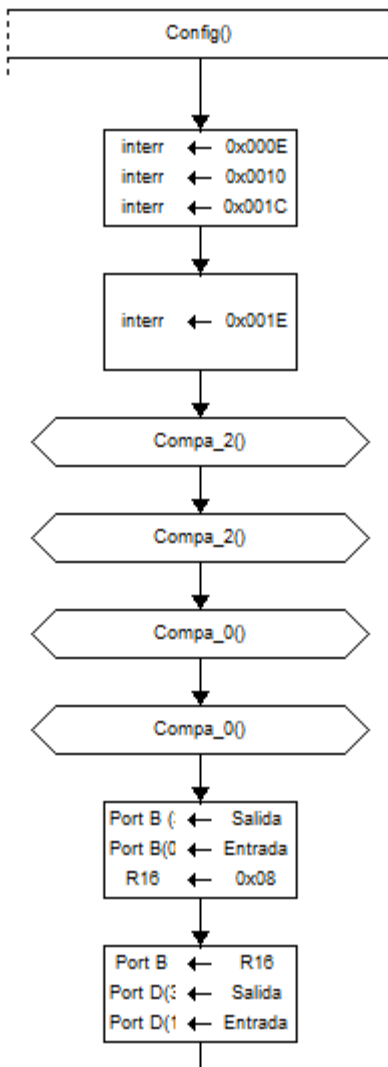 Config()
interr ← 0x000E
interr ← 0x0010
interr ← 0x001C
interr ← 0x001E
Compa_2()
Compa_2()
Compa_0()
Compa_0()
Port B ( ← Salida
Port B(0 ← Entrada
R16 ← 0x08
Port B ← R16
Port D(3 ← Salida
Port D(1 ← Entrada